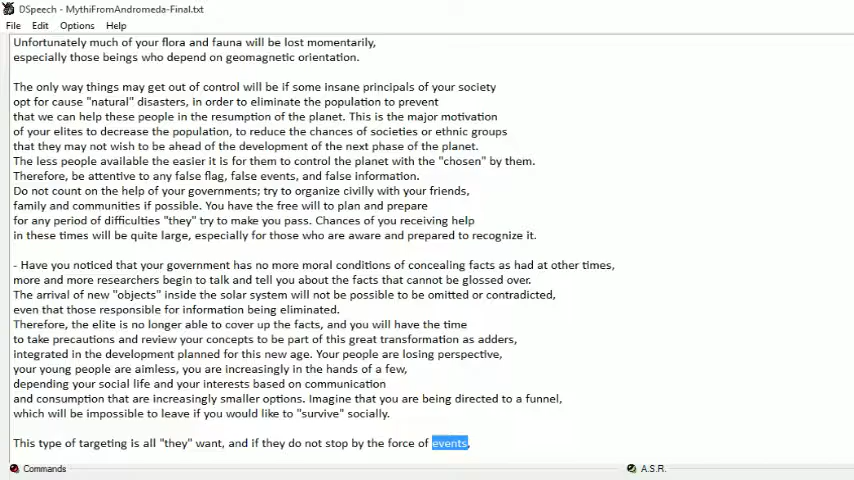 DSpeech - MythiFromAndromeda-Final.txt
File Edit Options Help
Unfortunately much of your flora and fauna will be lost momentarily,
especially those beings who depend on geomagnetic orientation.
The only way things may get out of control will be if some insane principals of your society
opt for cause "natural" disasters, in order to eliminate the population to prevent
that we can help these people in the resumption of the planet. This is the major motivation
of your elites to decrease the population, to reduce the chances of societies or ethnic groups
that they may not wish to be ahead of the development of the next phase of the planet.
The less people available the easier it is for them to control the planet with the "chosen" by them.
Therefore, be attentive to any false flag, false events, and false information.
Do not count on the help of your governments; try to organize civilly with your friends,
family and communities if possible. You have the free will to plan and prepare
for any period of difficulties "they" try to make you pass. Chances of you receiving help
in these times will be quite large, especially for those who are aware and prepared to recognize it.
- Have you noticed that your government has no more moral conditions of concealing facts as had at other times,
more and more researchers begin to talk and tell you about the facts that cannot be glossed over.
The arrival of new "objects" inside the solar system will not be possible to be omitted or contradicted,
even that those responsible for information being eliminated.
Therefore, the elite is no longer able to cover up the facts, and you will have the time
to take precautions and review your concepts to be part of this great transformation as adders,
integrated in the development planned for this new age. Your people are losing perspective,
your young people are aimless, you are increasingly in the hands of a few,
depending your social life and your interests based on communication
and consumption that are increasingly smaller options. Imagine that you are being directed to a funnel,
which will be impossible to leave if you would like to "survive" socially.
This type of targeting is all "they" want, and if they do not stop by the force of events,
Commands A.S.R.